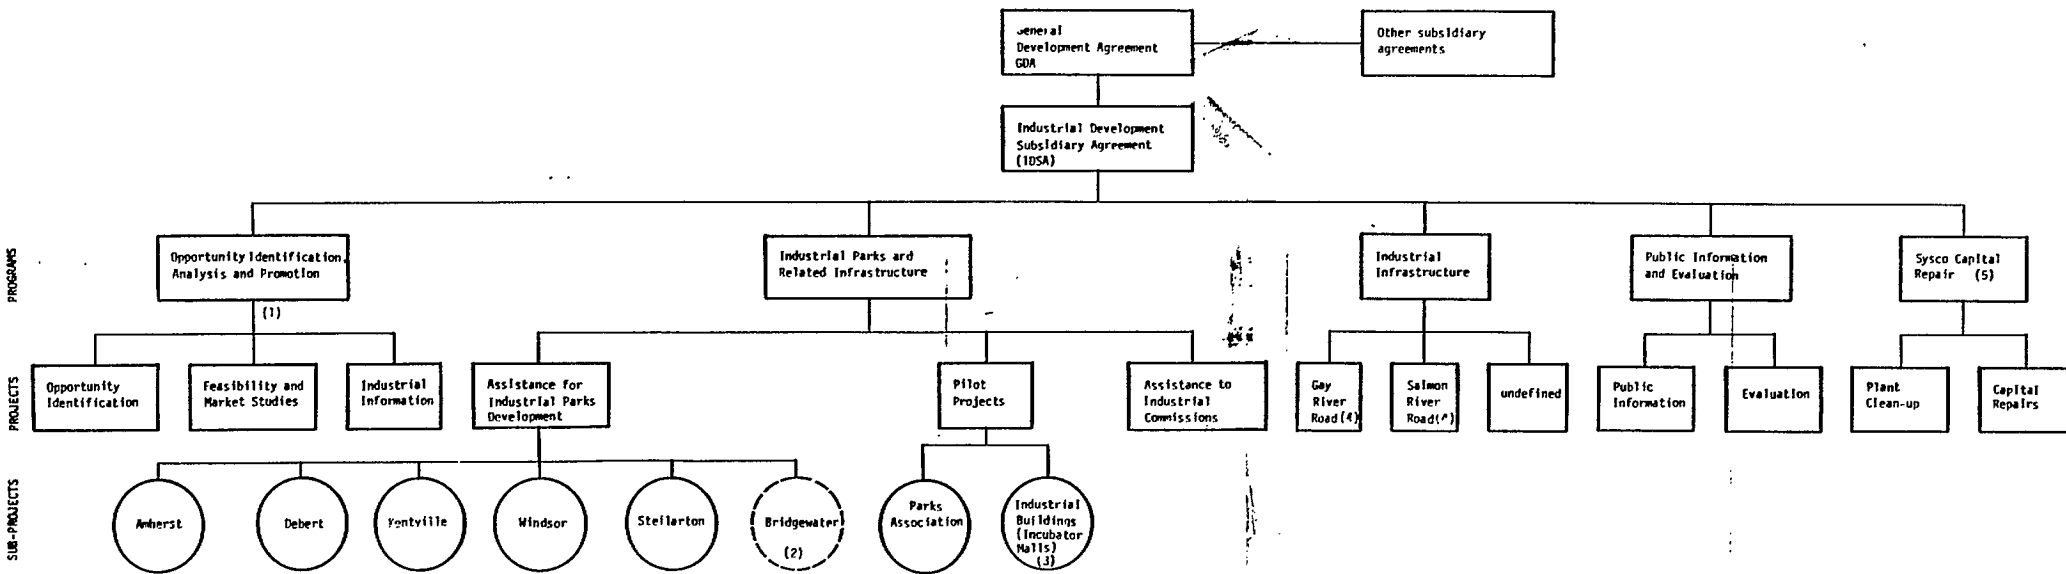 General
Development Agreement
GDA
Other subsidiary
agreements
Industrial Development
Subsidiary Agreement
(IDSA)
PROGRAMS
Opportunity Identification,
Analysis and Promotion
(1)
Industrial Parks and
Related Infrastructure
Industrial
Infrastructure
Public Information
and Evaluation
Sysco Capital
Repair (5)
PROJECTS
Opportunity
Identification
Feasibility and
Market Studies
Industrial
Information
Assistance for
Industrial Parks
Development
Pilot
Projects
Assistance to
Industrial
Commissions
Gay
River
Road(4)
Salmon
River
Road
undefined
Public
Information
Evaluation
Plant
Clean-up
Capital
Repairs
SUB-PROJECTS
Amherst
Debert
Kentville
Windsor
Stellarton
Bridgewater
(2)
Parks
Association
Industrial
Buildings
(Incubator
Malls)
(3)